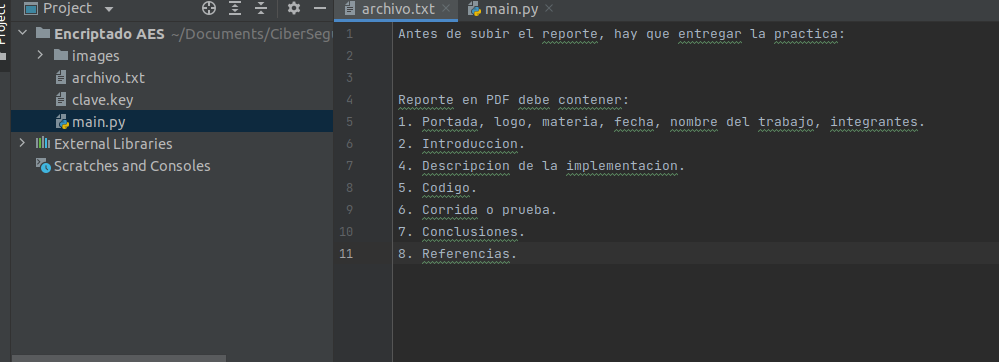 Project
Project
archivo.txt
main.py
Encriptado AES ~/Documents/CiberSegu
images
archivo.txt
clave.key
main.py
External Libraries
Scratches and Consoles
1 Antes de subir el reporte, hay que entregar la practica:
2
3
4 Reporte en PDF debe contener:
5 1. Portada, logo, materia, fecha, nombre del trabajo, integrantes.
6 2. Introduccion.
7 4. Descripcion de la implementacion.
8 5. Codigo.
9 6. Corrida o prueba.
10 7. Conclusiones.
11 8. Referencias.